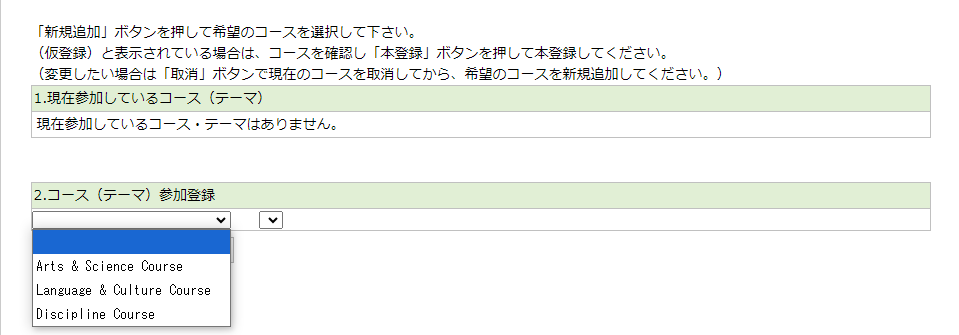 「新規追加」ボタンを押して希望のコースを選択して下さい。
（仮登録）と表示されている場合は、コースを確認し「本登録」ボタンを押して本登録してください。
（変更したい場合は「取消」ボタンで現在のコースを取消してから、希望のコースを新規追加してください。）
1.現在参加しているコース（テーマ）
現在参加しているコース・テーマはありません。
2.コース（テーマ）参加登録
Arts & Science Course
Language & Culture Course
Discipline Course